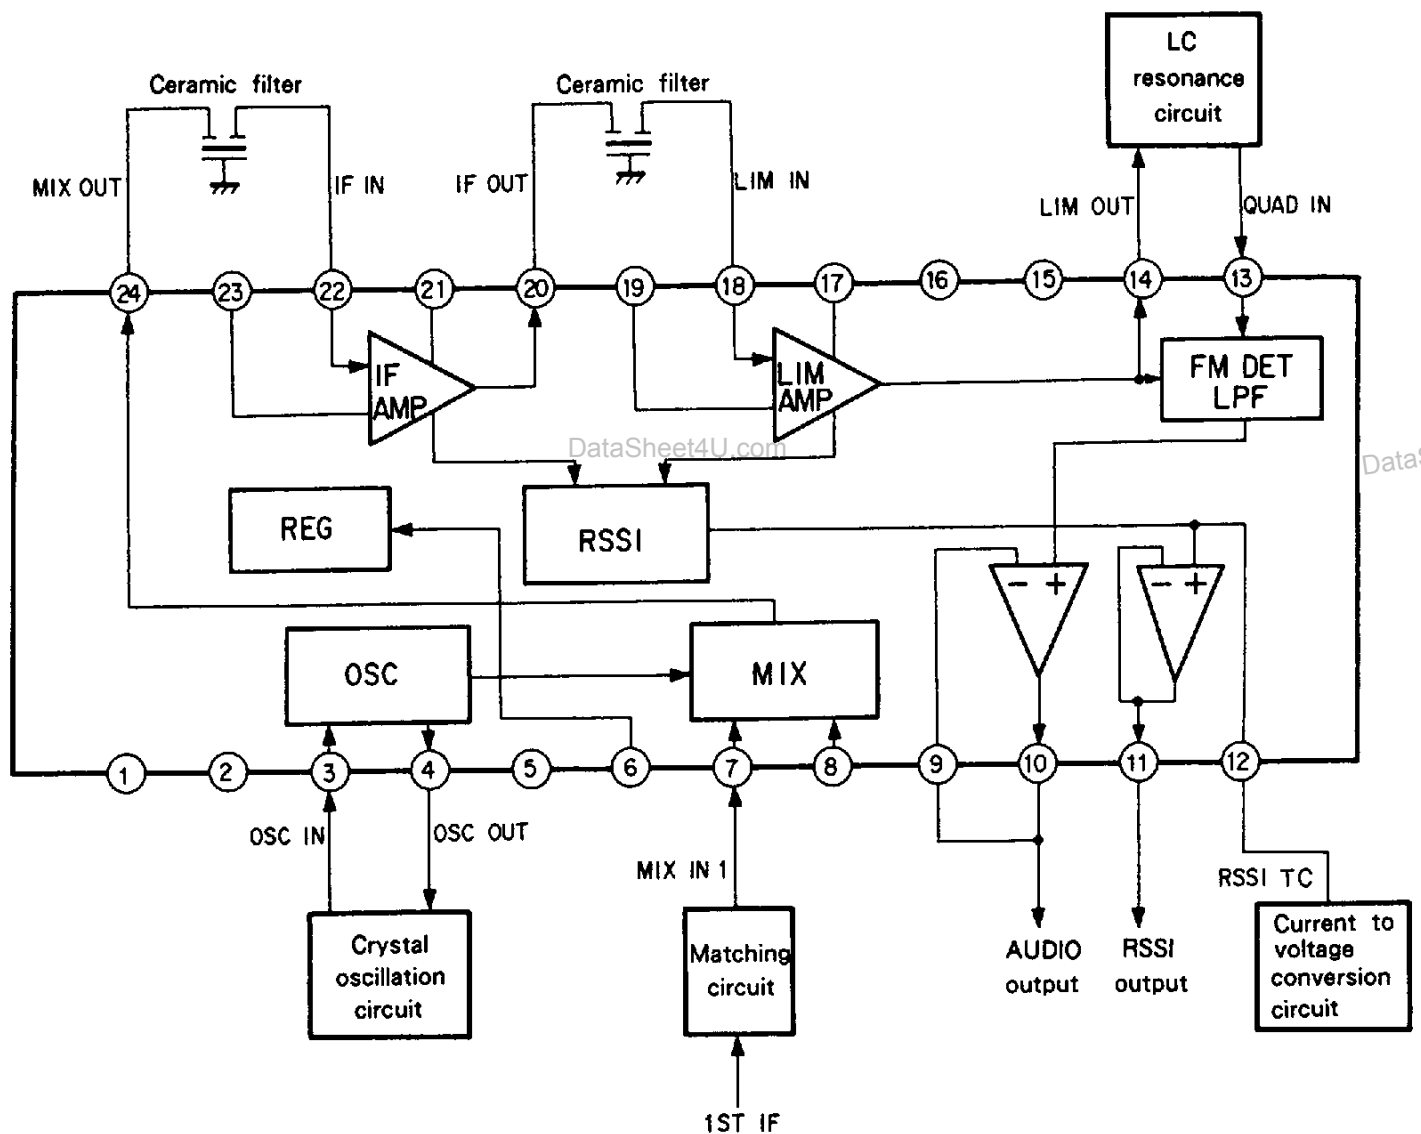 LC
resonance
circuit
Ceramic filter
Ceramic filter
MIX OUT
IF IN
IF OUT
LIM IN
LIM OUT
QUAD IN
24
23
22
21
20
19
18
17
16
15
14
13
IF
AMP
LIM
AMP
FM DET
LPF
DataSheet4U.com
DataS
REG
RSSI
- +
- +
OSC
MIX
1
2
3
4
5
6
7
8
9
10
11
12
OSC IN
OSC OUT
MIX IN 1
RSSI TC
Crystal
oscillation
circuit
Matching
circuit
AUDIO
output
RSSI
output
Current to
voltage
conversion
circuit
1ST IF